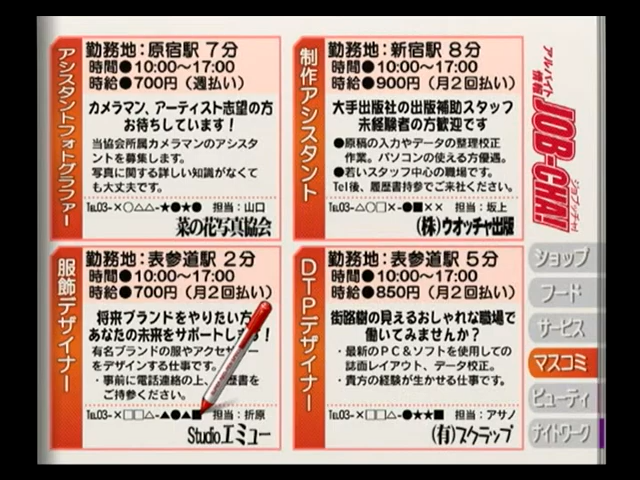 アシスタントフォトグラファー
勤務地：原宿駅 7分
時間●10:00〜17:00
時給●700円（週払い）
カメラマン、アーティスト志望の方
お待ちしています！
当協会所属カメラマンのアシスタ
ントを募集します。
写真に関する詳しい知識がなくて
も大丈夫です。
TEL03-×○△△-★●★● 担当：山口
菜の花写真協会
制作アシスタント
勤務地：新宿駅 8分
時間●10:00〜17:00
時給●900円（月2回払い）
大手出版社の出版補助スタッフ
未経験者の方歓迎です
●原稿の入力やデータの整理校正
作業。パソコンの使える方優遇。
●若いスタッフ中心の職場です。
Tel後、履歴書持参でご来社ください。
TEL03-△○□×-●■×× 担当：坂上
（株）ウオッチャ出版
服飾デザイナー
勤務地：表参道駅 2分
時間●10:00〜17:00
時給●700円（月2回払い）
将来ブランドをやりたい方
あなたの未来をサポートし！
有名ブランドの服やアクセサ
をデザインする仕事です。
・事前に電話連絡の上、歴書を
ご持参ください。
TEL03-×□□△-▲●▲■ 担当：折原
Studioエミュー
DTPデザイナー
勤務地：表参道駅 5分
時間●10:00〜17:00
時給●850円（月2回払い）
街路樹の見えるおしゃれな職場で
働いてみませんか？
・最新のPC＆ソフトを使用しての
誌面レイアウト、データ校正。
・貴方の経験が生かせる仕事です。
TEL03-×□□△-●★★■ 担当：アサノ
（有）スクラップ
アルバイト
情報
JOB-CHA!
ジョブ・チャ
ショップ
フード
サービス
マスコミ
ビューティ
ナイトワーク